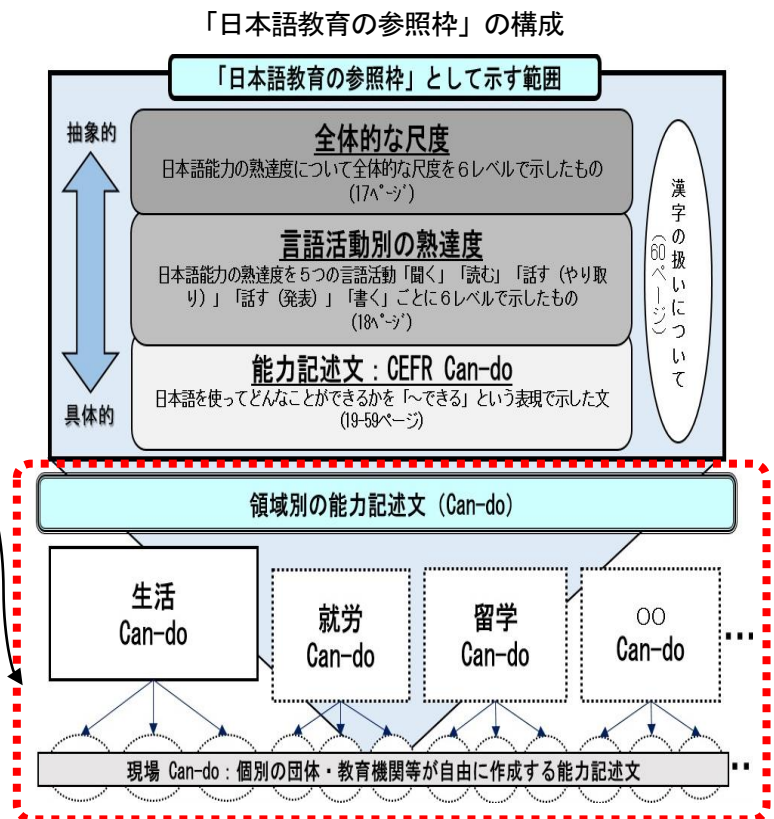 「日本語教育の参照枠」の構成
「日本語教育の参照枠」として示す範囲
抽象的
具体的
全体的な尺度
日本語能力の熟達度について全体的な尺度を6レベルで示したもの
(17ページ)
言語活動別の熟達度
日本語能力の熟達度を5つの言語活動「聞く」「読む」「話す(やり取
り)」「話す(発表)」「書く」ごとに6レベルで示したもの
(18ページ)
能力記述文:CEFR Can-do
日本語を使ってどんなことができるかを「～できる」という表現で示した文
(19-59ページ)
漢字の扱いについて
(60ページ)
領域別の能力記述文(Can-do)
生活
Can-do
就労
Can-do
留学
Can-do
○○
Can-do
…
現場 Can-do:個別の団体・教育機関等が自由に作成する能力記述文